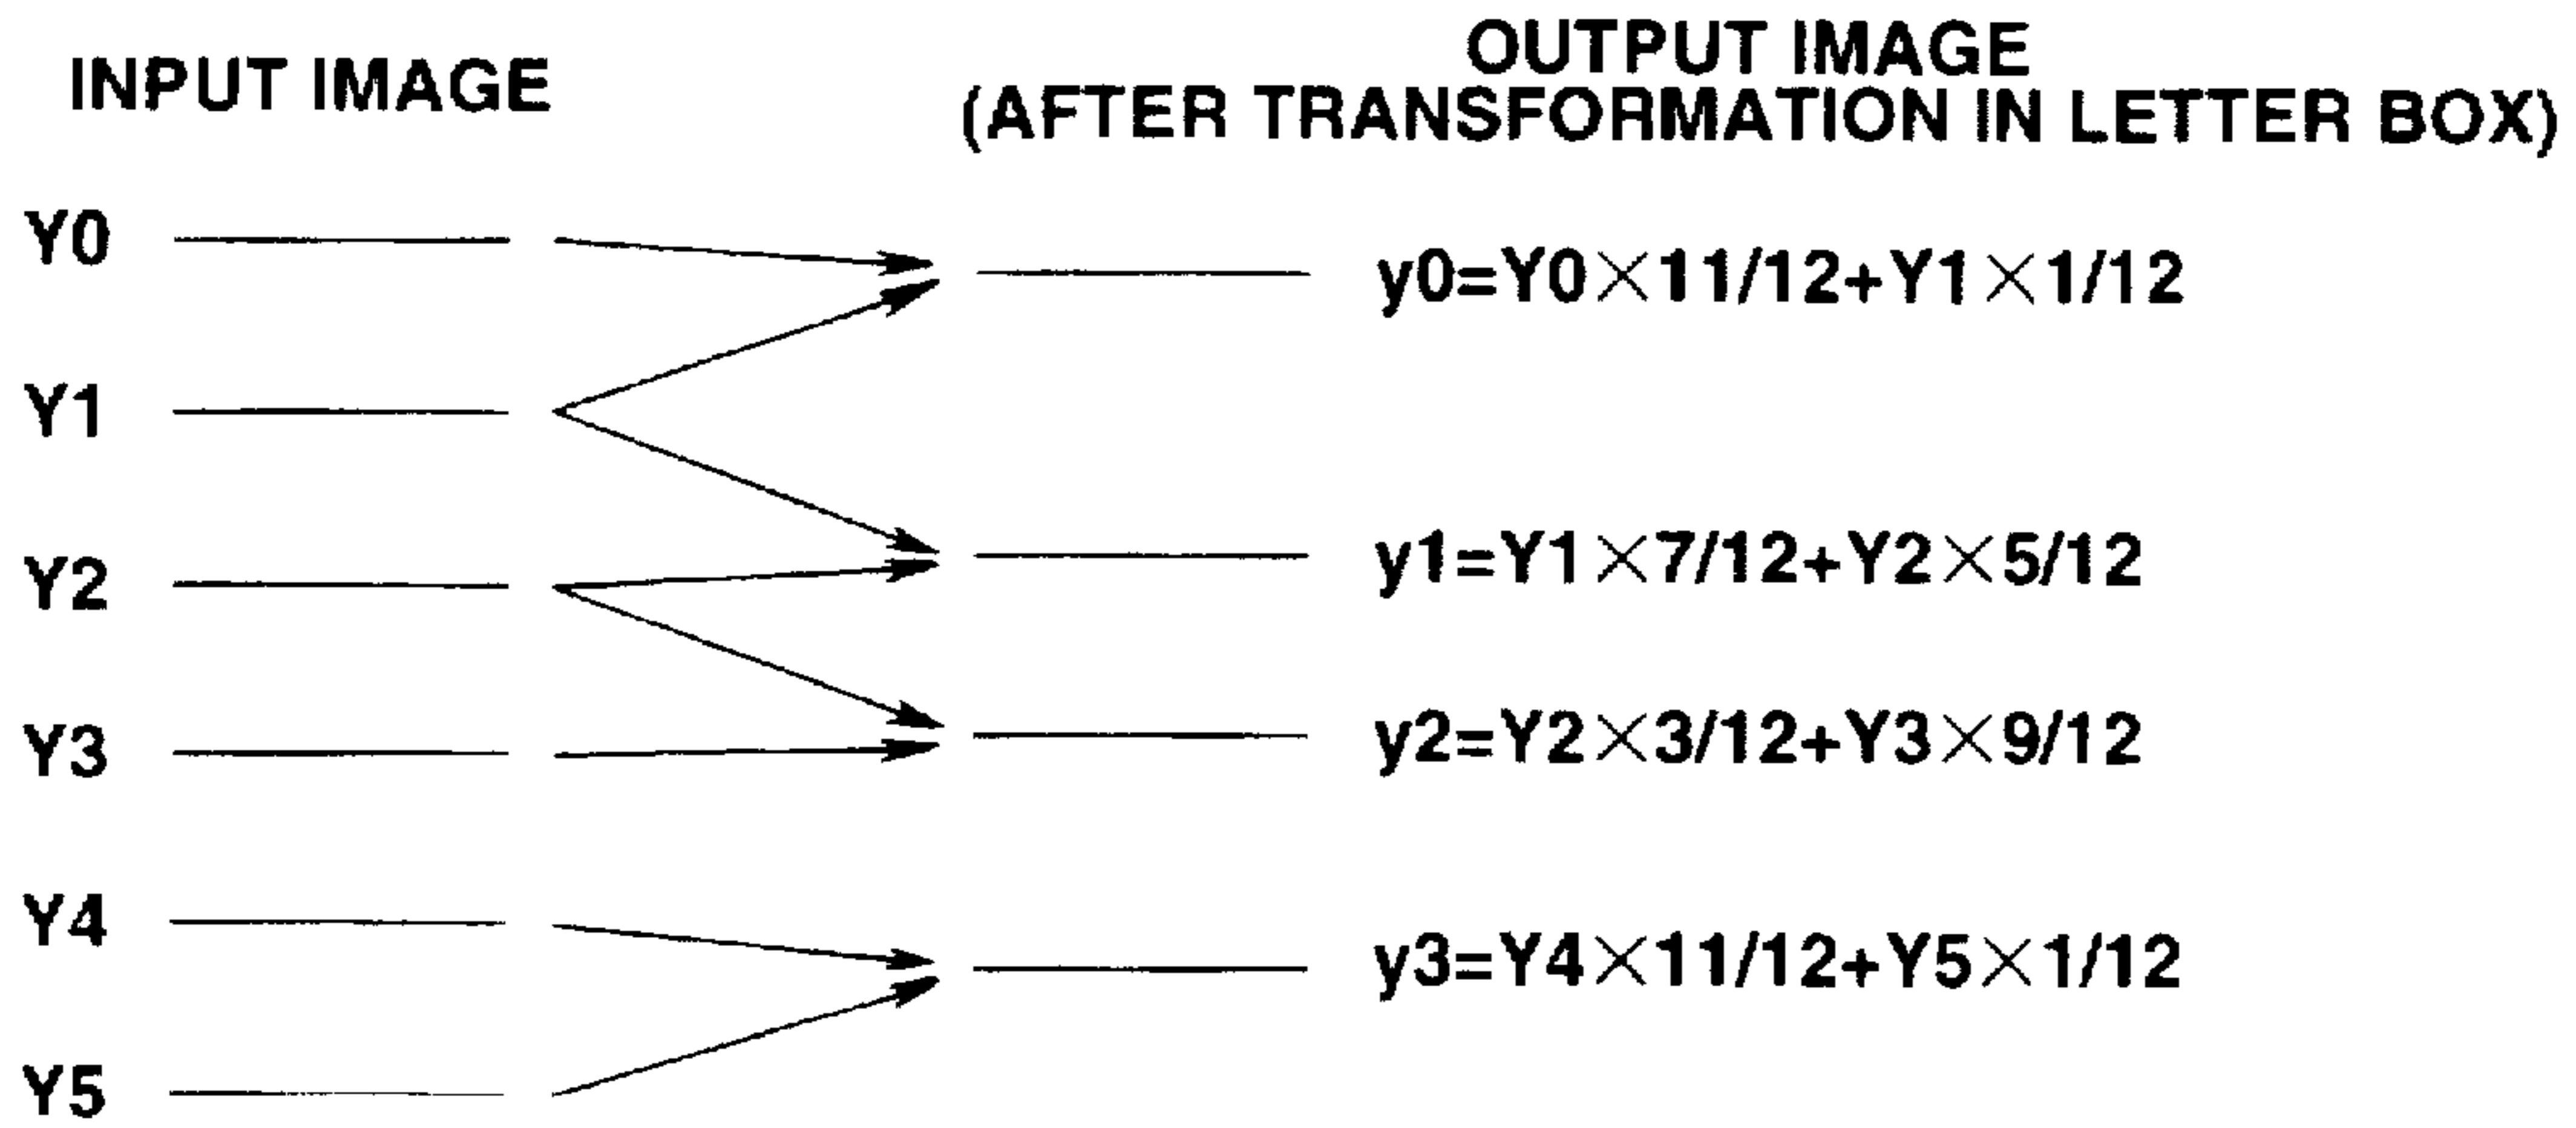 INPUT IMAGE
OUTPUT IMAGE
(AFTER TRANSFORMATION IN LETTER BOX)
Y0
y0=Y0×11/12+Y1×1/12
Y1
y1=Y1×7/12+Y2×5/12
Y2
y2=Y2×3/12+Y3×9/12
Y3
Y4
y3=Y4×11/12+Y5×1/12
Y5